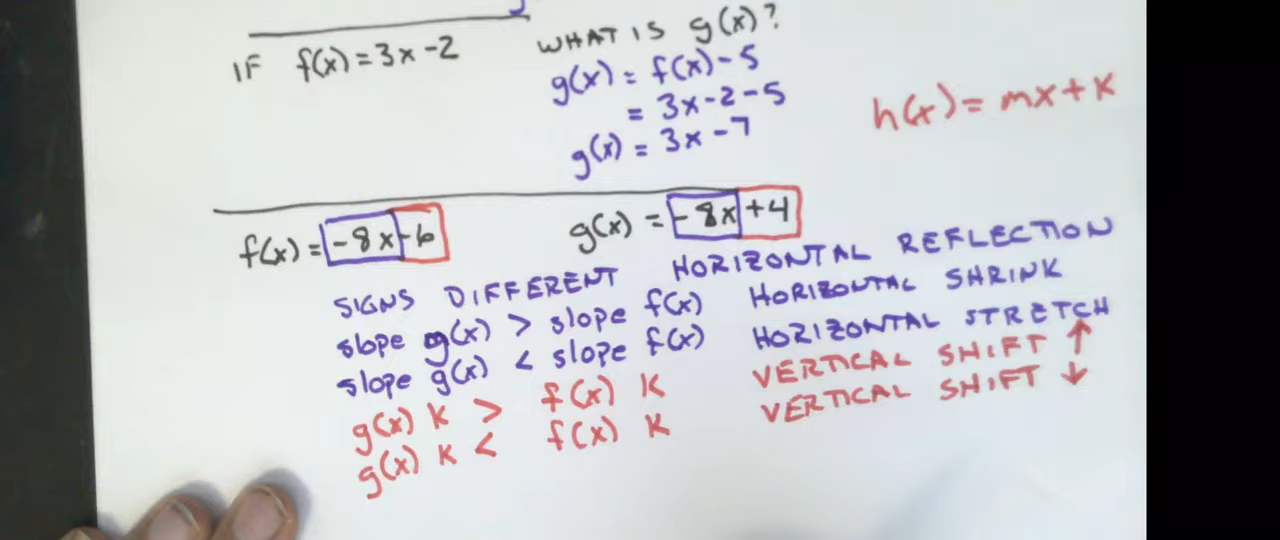 IF f(x) = 3x - 2
WHAT IS g(x)?
g(x) = f(x) - 5
= 3x - 2 - 5
g(x) = 3x - 7
h(x) = mx + k
f(x) = -8x - 6
g(x) = -8x + 4
SIGNS DIFFERENT HORIZONTAL REFLECTION
slope g(x) > slope f(x) HORIZONTAL SHRINK
slope g(x) < slope f(x) HORIZONTAL STRETCH
g(x) k > f(x) k VERTICAL SHIFT ↑
g(x) k < f(x) k VERTICAL SHIFT ↓